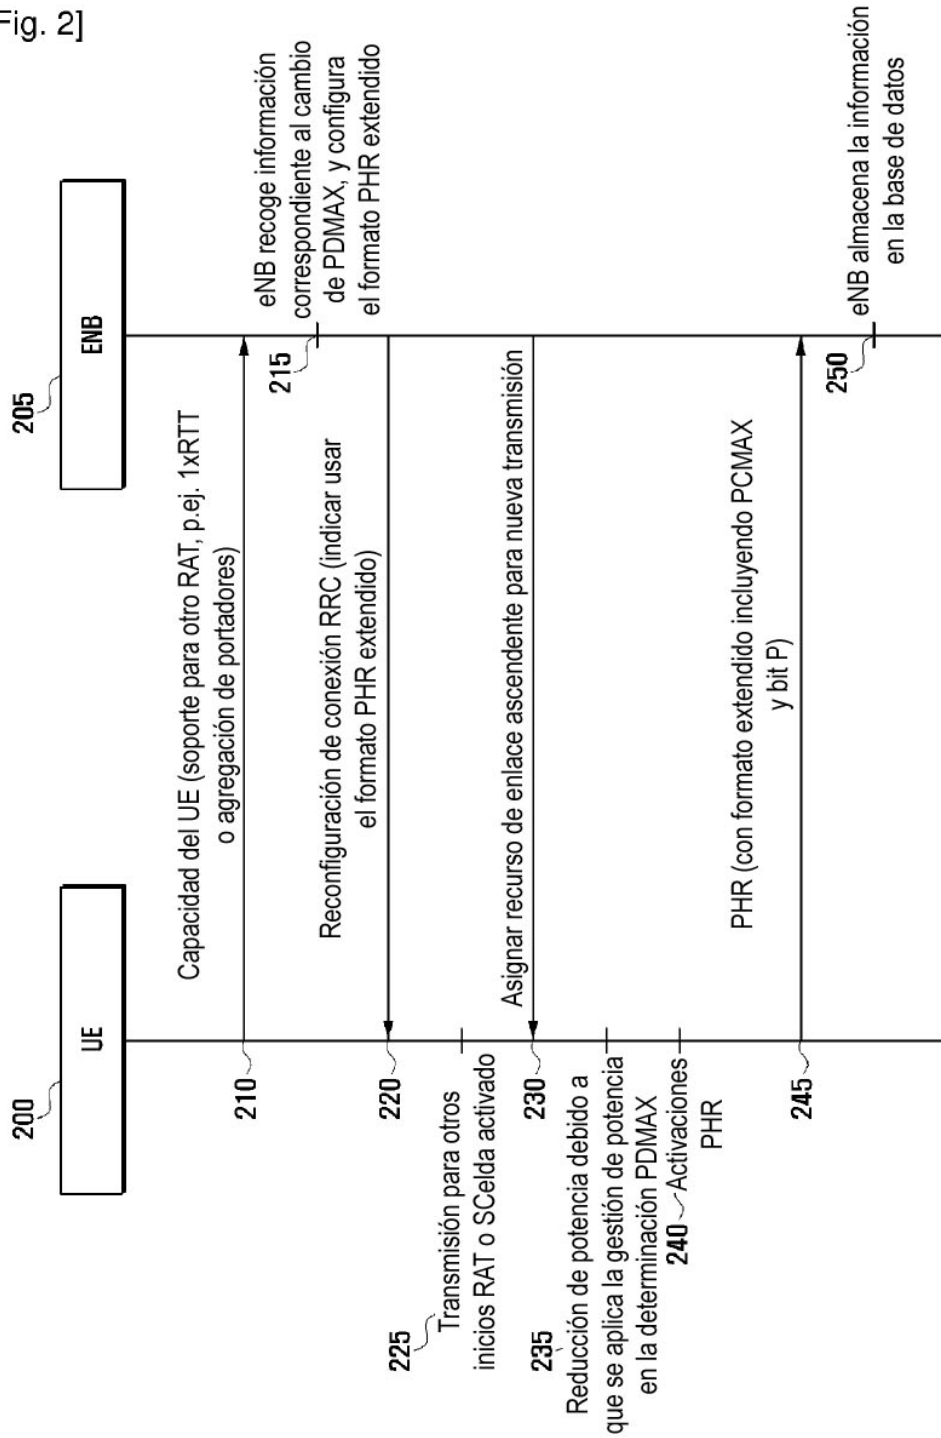 Fig. 2]
200
UE
205
ENB
210
Capacidad del UE (soporte para otro RAT, p.ej. 1xRTT
o agregación de portadores)
215
eNB recoge información
correspondiente al cambio
de PDMAX, y configura
el formato PHR extendido
220
Reconfiguración de conexión RRC (indicar usar
el formato PHR extendido)
225
Transmisión para otros
inicios RAT o SCelda activado
230
Asignar recurso de enlace ascendente para nueva transmisión
235
Reducción de potencia debido a
que se aplica la gestión de potencia
en la determinación PDMAX
240 Activaciones
PHR
245
PHR (con formato extendido incluyendo PCMAX
y bit P)
250
eNB almacena la información
en la base de datos